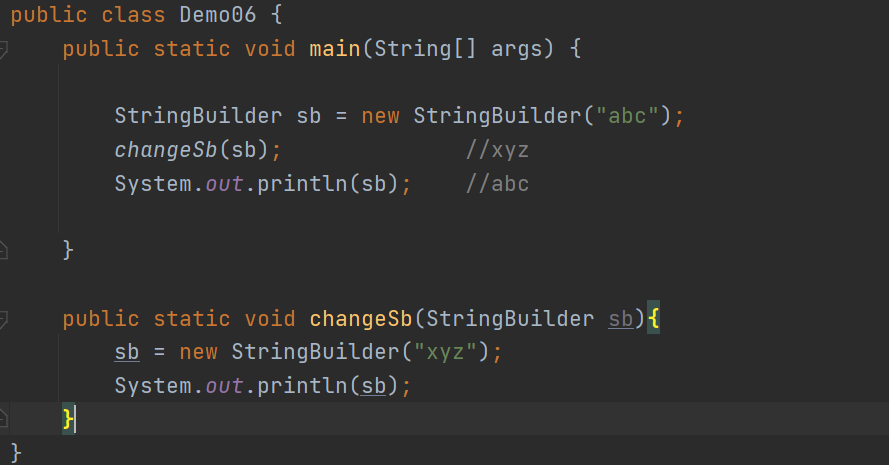 public class Demo06 {
    public static void main(String[] args) {
        StringBuilder sb = new StringBuilder("abc");
        changeSb(sb);              //xyz
        System.out.println(sb);    //abc
    }
    public static void changeSb(StringBuilder sb){
        sb = new StringBuilder("xyz");
        System.out.println(sb);
    }
}